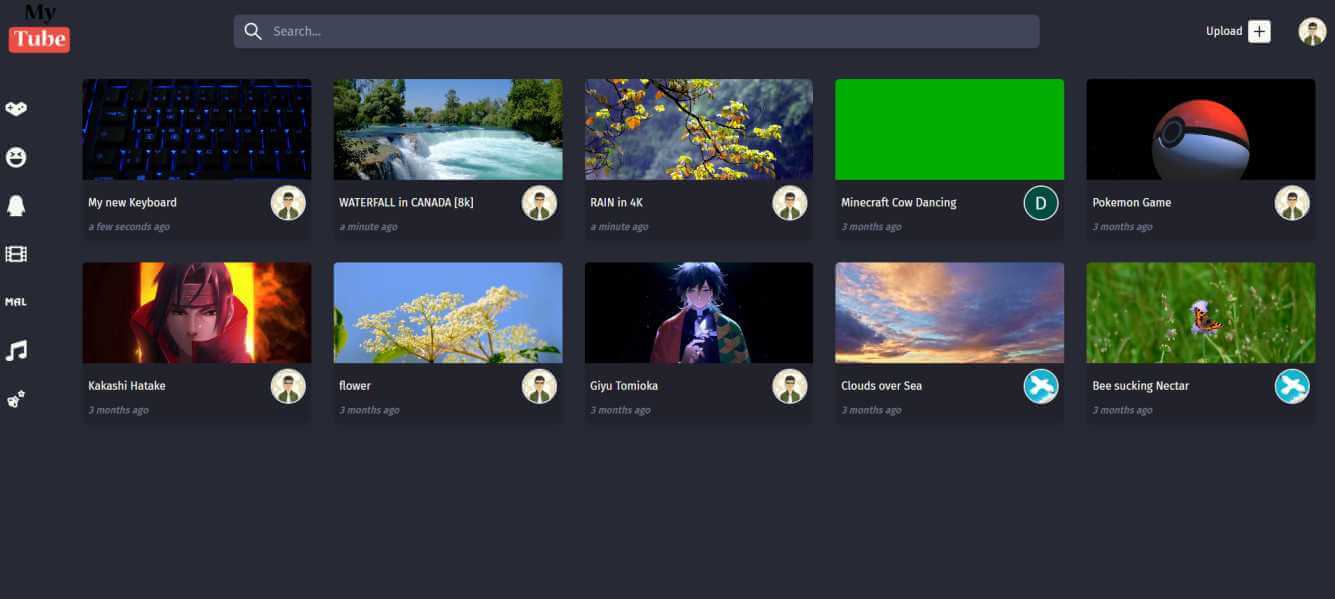 My
Tube
Search...
Upload
MAL
My new Keyboard
a few seconds ago
WATERFALL in CANADA [8k]
a minute ago
RAIN in 4K
a minute ago
Minecraft Cow Dancing
D
3 months ago
Pokemon Game
3 months ago
Kakashi Hatake
3 months ago
flower
3 months ago
Giyu Tomioka
3 months ago
Clouds over Sea
3 months ago
Bee sucking Nectar
3 months ago